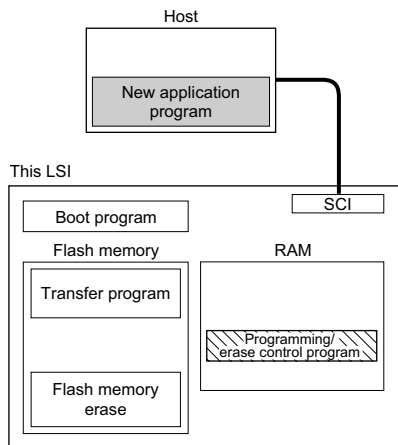 Host
New application
program
This LSI
SCI
Boot program
Flash memory
RAM
Transfer program
Programming/
erase control program
Flash memory
erase